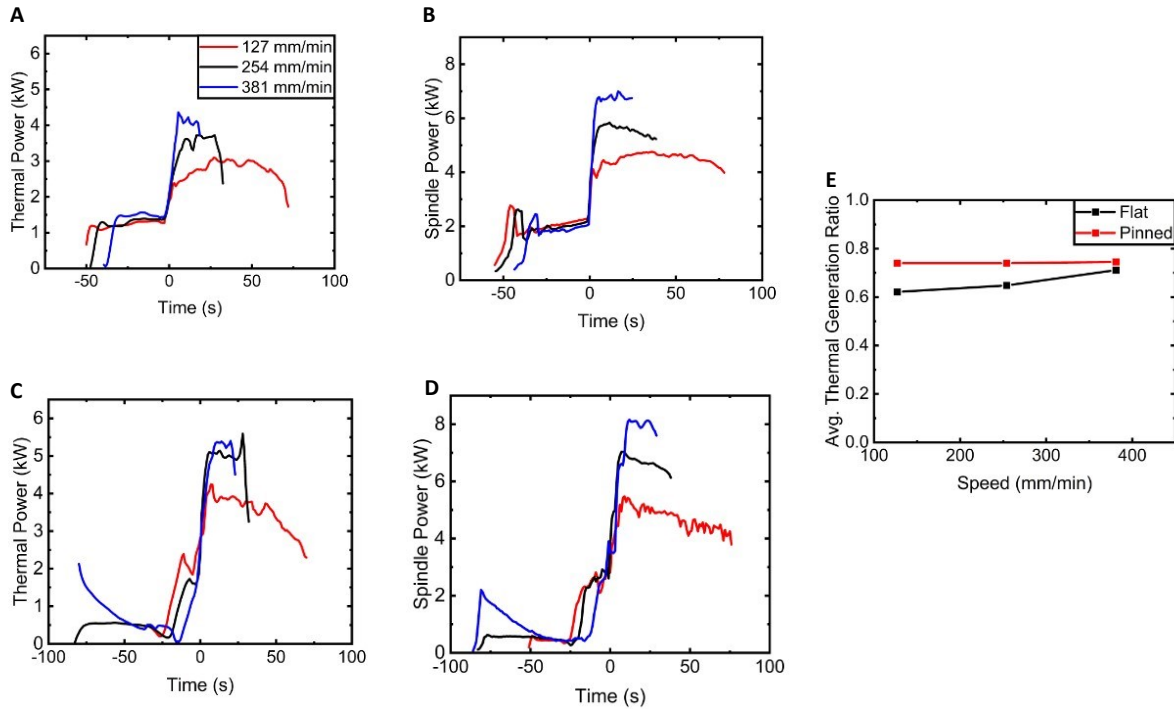 A
Thermal Power (kW)
6
5
4
3
2
1
0
-50
0
50
100
Time (s)
127 mm/min
254 mm/min
381 mm/min
B
Spindle Power (kW)
8
6
4
2
0
-50
0
50
100
Time (s)
C
Thermal Power (kW)
6
5
4
3
2
1
0
-100
-50
0
50
100
Time (s)
D
Spindle Power (kW)
8
6
4
2
0
-100
-50
0
50
100
Time (s)
E
Avg. Thermal Generation Ratio
1.0
0.8
0.6
0.4
0.2
0.0
100
200
300
400
Speed (mm/min)
Flat
Pinned